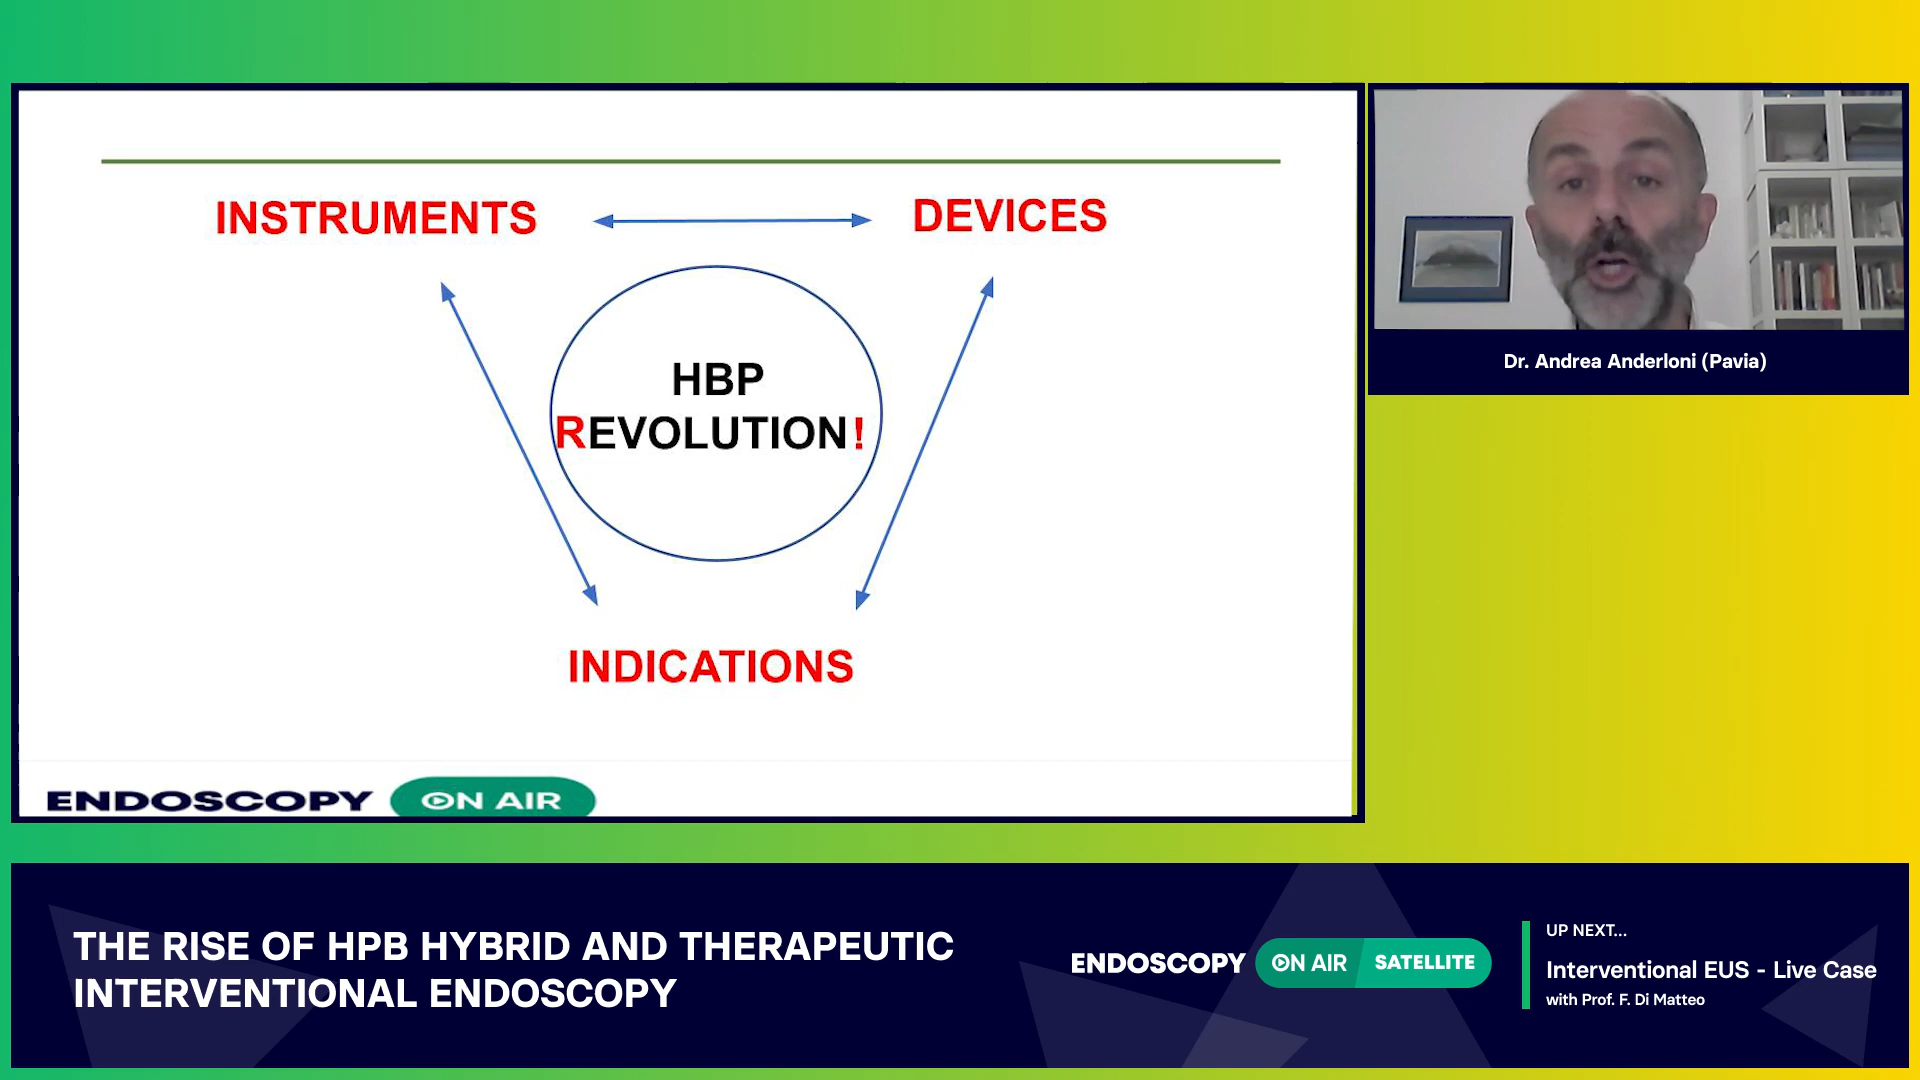 INSTRUMENTS
DEVICES
HBP
REVOLUTION!
INDICATIONS
ENDOSCOPY ON AIR
Dr. Andrea Anderloni (Pavia)
THE RISE OF HPB HYBRID AND THERAPEUTIC
INTERVENTIONAL ENDOSCOPY
ENDOSCOPY ON AIR SATELLITE
UP NEXT...
Interventional EUS - Live Case
with Prof. F. Di Matteo